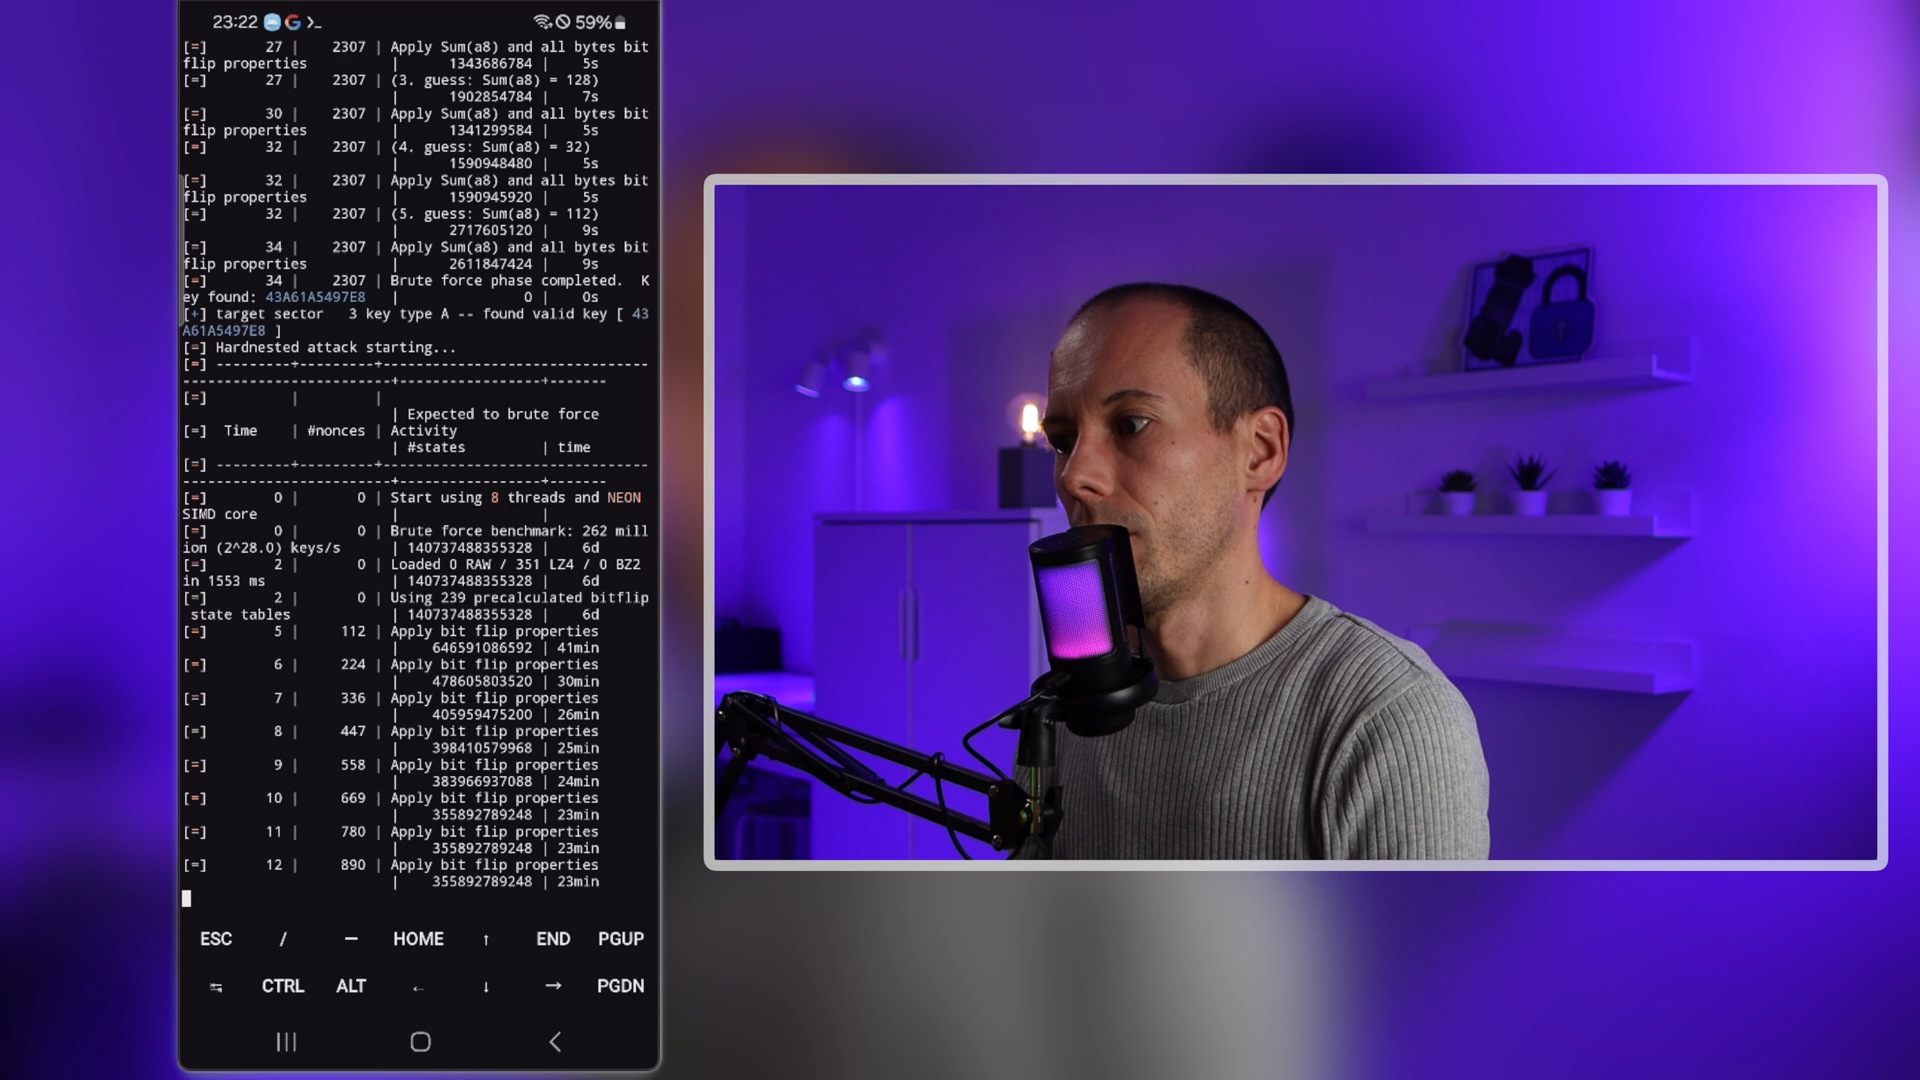 23:22 59%
[=] 27 | 2307 | Apply Sum(a8) and all bytes bit
flip properties | 1343686784 | 5s
[=] 27 | 2307 | (3. guess: Sum(a8) = 128)
| 1902854784 | 7s
[=] 30 | 2307 | Apply Sum(a8) and all bytes bit
flip properties | 1341299584 | 5s
[=] 32 | 2307 | (4. guess: Sum(a8) = 32)
| 1590948480 | 5s
[=] 32 | 2307 | Apply Sum(a8) and all bytes bit
flip properties | 1590945920 | 5s
[=] 32 | 2307 | (5. guess: Sum(a8) = 112)
| 2717605120 | 9s
[=] 34 | 2307 | Apply Sum(a8) and all bytes bit
flip properties | 2611847424 | 9s
[=] 34 | 2307 | Brute force phase completed. K
ey found: 43A61A5497E8 | 0 | 0s
[+] target sector 3 key type A -- found valid key [ 43
A61A5497E8 ]
[=] Hardnested attack starting...
[=] ---------+---------+--------------------------------
--------------------------+-----------------+-------
[=] | |
| Expected to brute force
[=] Time | #nonces | Activity
| #states | time
[=] ---------+---------+--------------------------------
--------------------------+-----------------+-------
[=] 0 | 0 | Start using 8 threads and NEON
SIMD core | |
[=] 0 | 0 | Brute force benchmark: 262 mill
ion (2^28.0) keys/s | 140737488355328 | 6d
[=] 2 | 0 | Loaded 0 RAW / 351 LZ4 / 0 BZ2
in 1553 ms | 140737488355328 | 6d
[=] 2 | 0 | Using 239 precalculated bitflip
state tables | 140737488355328 | 6d
[=] 5 | 112 | Apply bit flip properties
| 646591086592 | 41min
[=] 6 | 224 | Apply bit flip properties
| 478605803520 | 30min
[=] 7 | 336 | Apply bit flip properties
| 405959475200 | 26min
[=] 8 | 447 | Apply bit flip properties
| 398410579968 | 25min
[=] 9 | 558 | Apply bit flip properties
| 383966937088 | 24min
[=] 10 | 669 | Apply bit flip properties
| 355892789248 | 23min
[=] 11 | 780 | Apply bit flip properties
| 355892789248 | 23min
[=] 12 | 890 | Apply bit flip properties
| 355892789248 | 23min
ESC / — HOME ↑ END PGUP
↹ CTRL ALT ← ↓ → PGDN